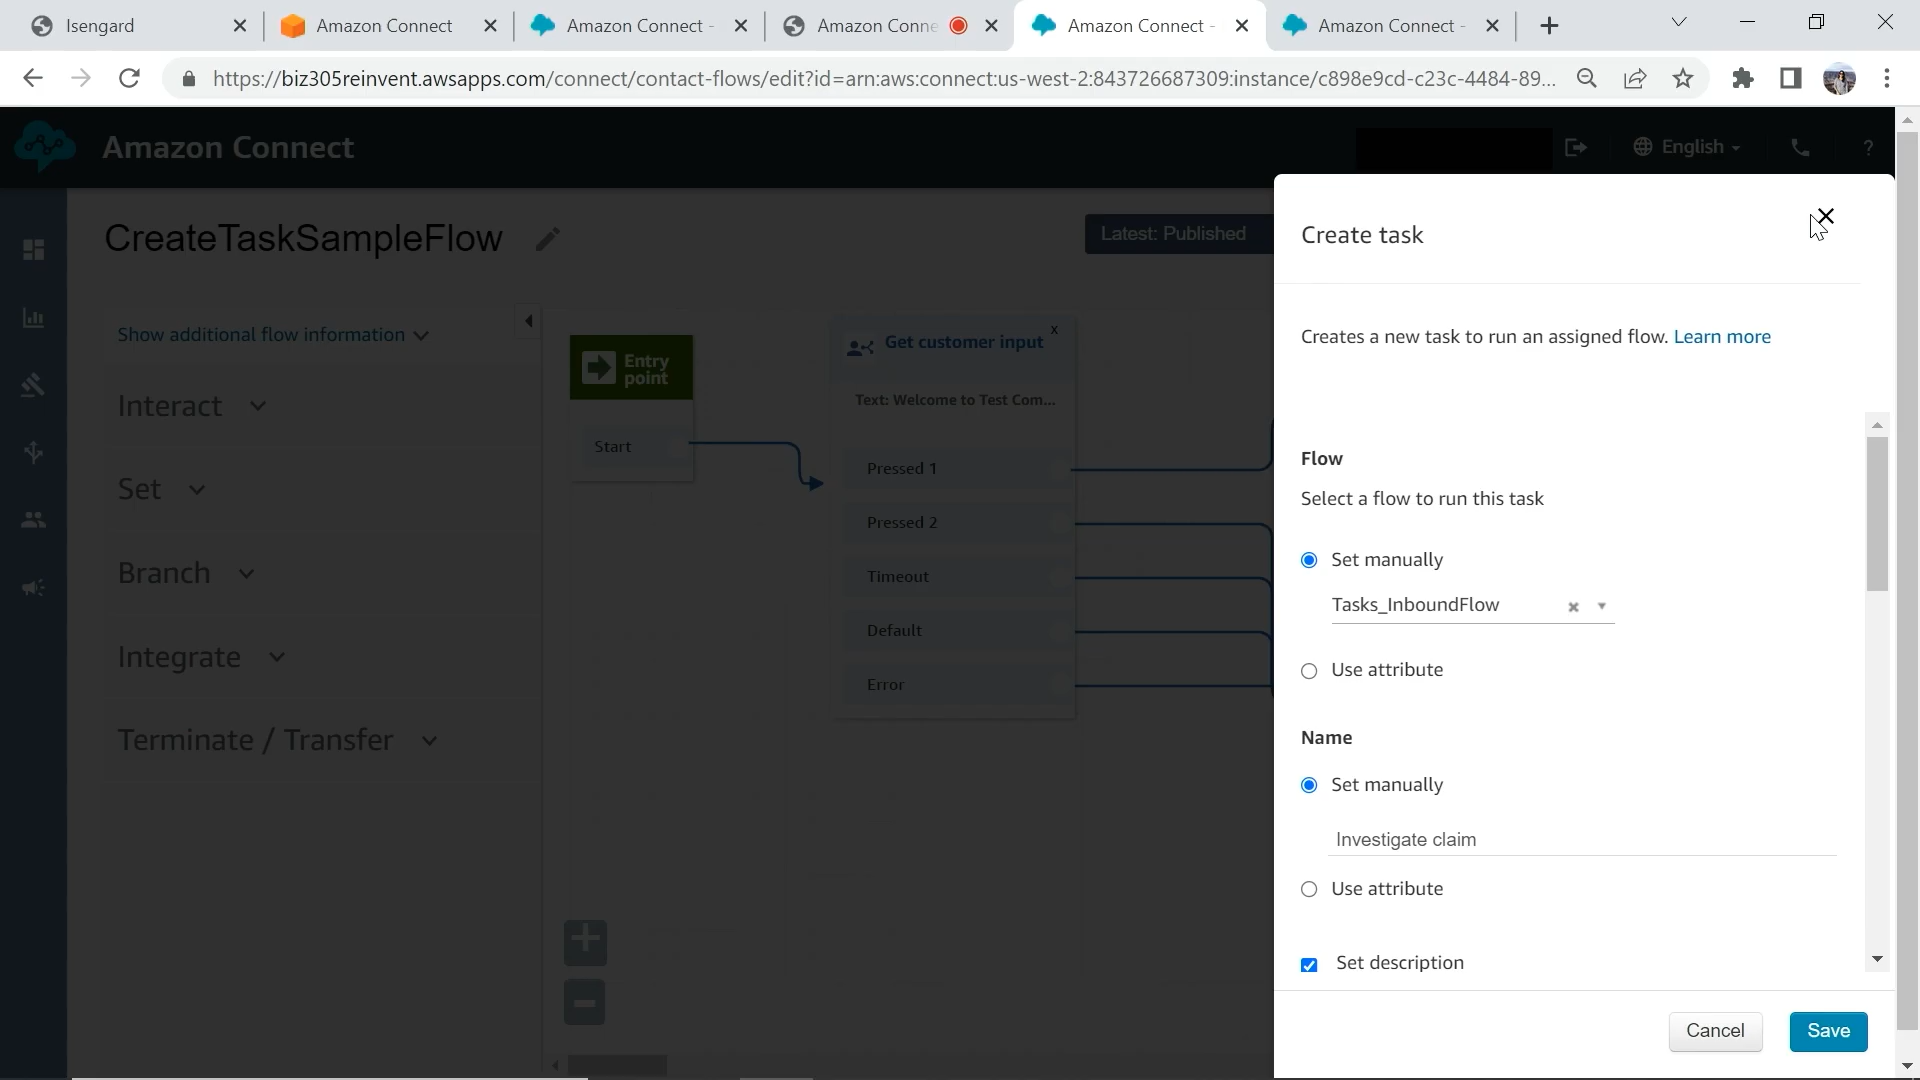 Isengard
Amazon Connect
Amazon Connect -
Amazon Conne
Amazon Connect -
Amazon Connect -
https://biz305reinvent.awsapps.com/connect/contact-flows/edit?id=arn:aws:connect:us-west-2:843726687309:instance/c898e9cd-c23c-4484-89...
Amazon Connect
English
?
CreateTaskSampleFlow
Latest: Published
Show additional flow information
Interact
Set
Branch
Integrate
Terminate / Transfer
Entry
point
Start
Get customer input
x
Text: Welcome to Test Com...
Pressed 1
Pressed 2
Timeout
Default
Error
Create task
Creates a new task to run an assigned flow. Learn more
Flow
Select a flow to run this task
Set manually
Tasks_InboundFlow
Use attribute
Name
Set manually
Investigate claim
Use attribute
Set description
Cancel
Save